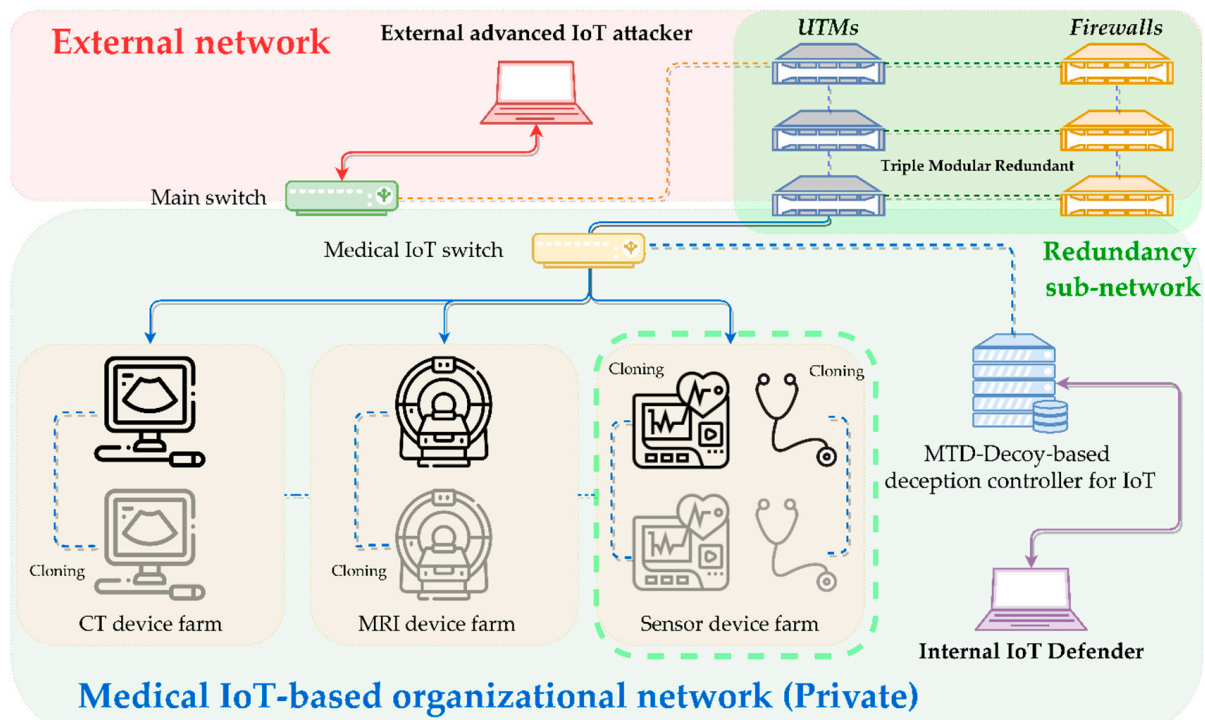 External network
External advanced IoT attacker
UTMs
Firewalls
Triple Modular Redundant
Main switch
Medical IoT switch
Redundancy
sub-network
Cloning
Cloning
MTD-Decoy-based
deception controller for IoT
Cloning
Cloning
CT device farm
MRI device farm
Sensor device farm
Internal IoT Defender
Medical IoT-based organizational network (Private)